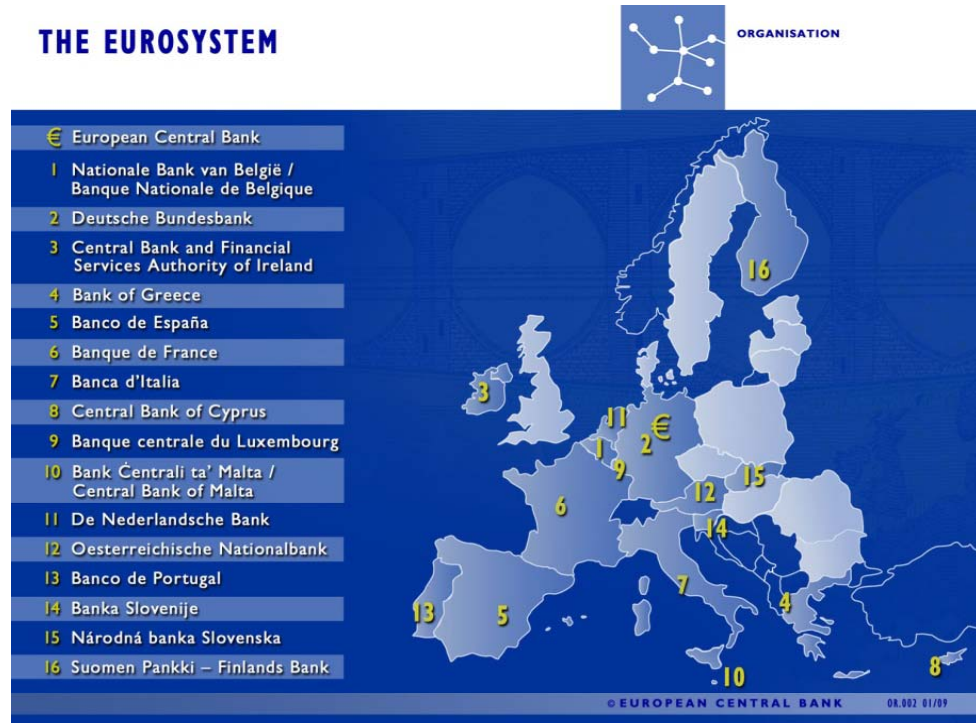 THE EUROSYSTEM
ORGANISATION
€ European Central Bank
1 Nationale Bank van België /
Banque Nationale de Belgique
2 Deutsche Bundesbank
3 Central Bank and Financial
Services Authority of Ireland
4 Bank of Greece
5 Banco de España
6 Banque de France
7 Banca d'Italia
8 Central Bank of Cyprus
9 Banque centrale du Luxembourg
10 Bank Ċentrali ta' Malta /
Central Bank of Malta
11 De Nederlandsche Bank
12 Oesterreichische Nationalbank
13 Banco de Portugal
14 Banka Slovenije
15 Národná banka Slovenska
16 Suomen Pankki – Finlands Bank
16
3
11
€
2
1
9
15
12
6
14
7
13
5
4
10
8
© EUROPEAN CENTRAL BANK OR.002 01/09